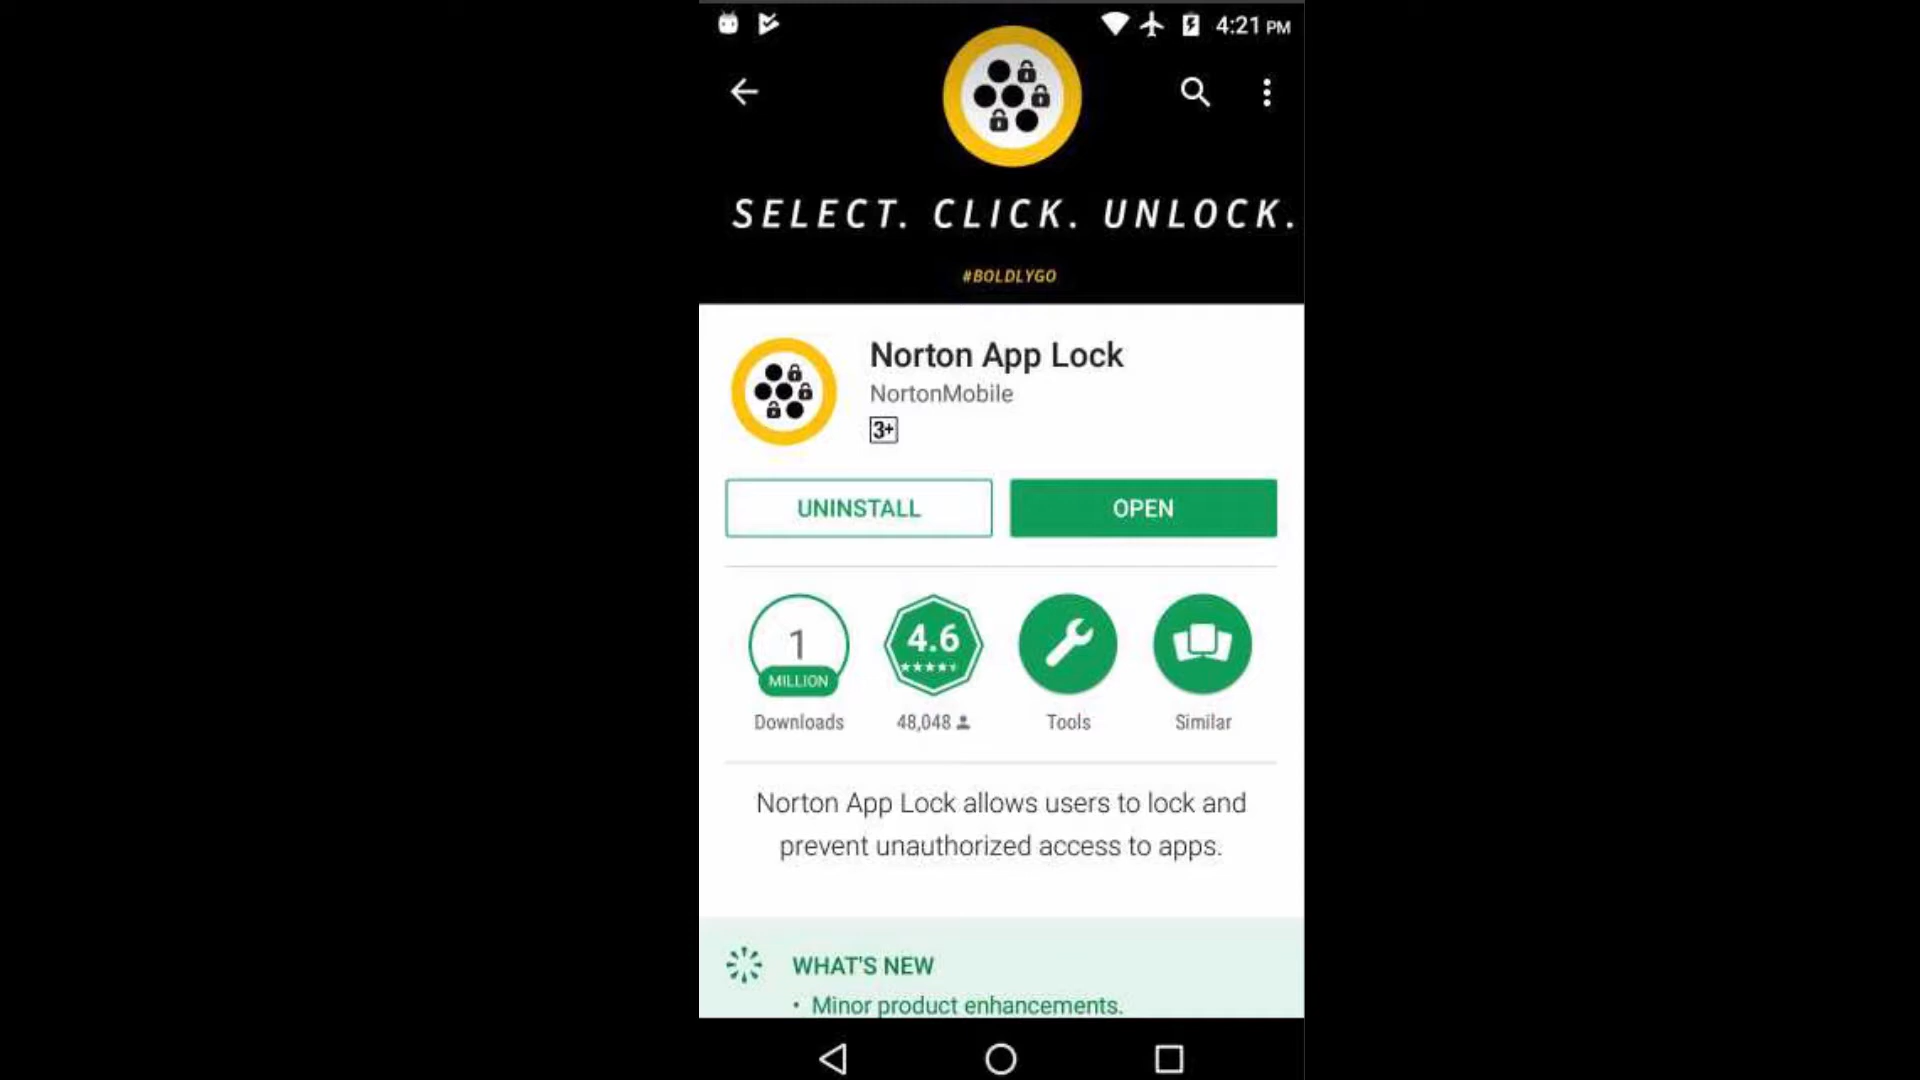 4:21 PM
SELECT. CLICK. UNLOCK.
#BOLDLYGO
Norton App Lock
NortonMobile
3+
UNINSTALL
OPEN
1
MILLION
4.6
Downloads
48,048
Tools
Similar
Norton App Lock allows users to lock and
prevent unauthorized access to apps.
WHAT'S NEW
• Minor product enhancements.